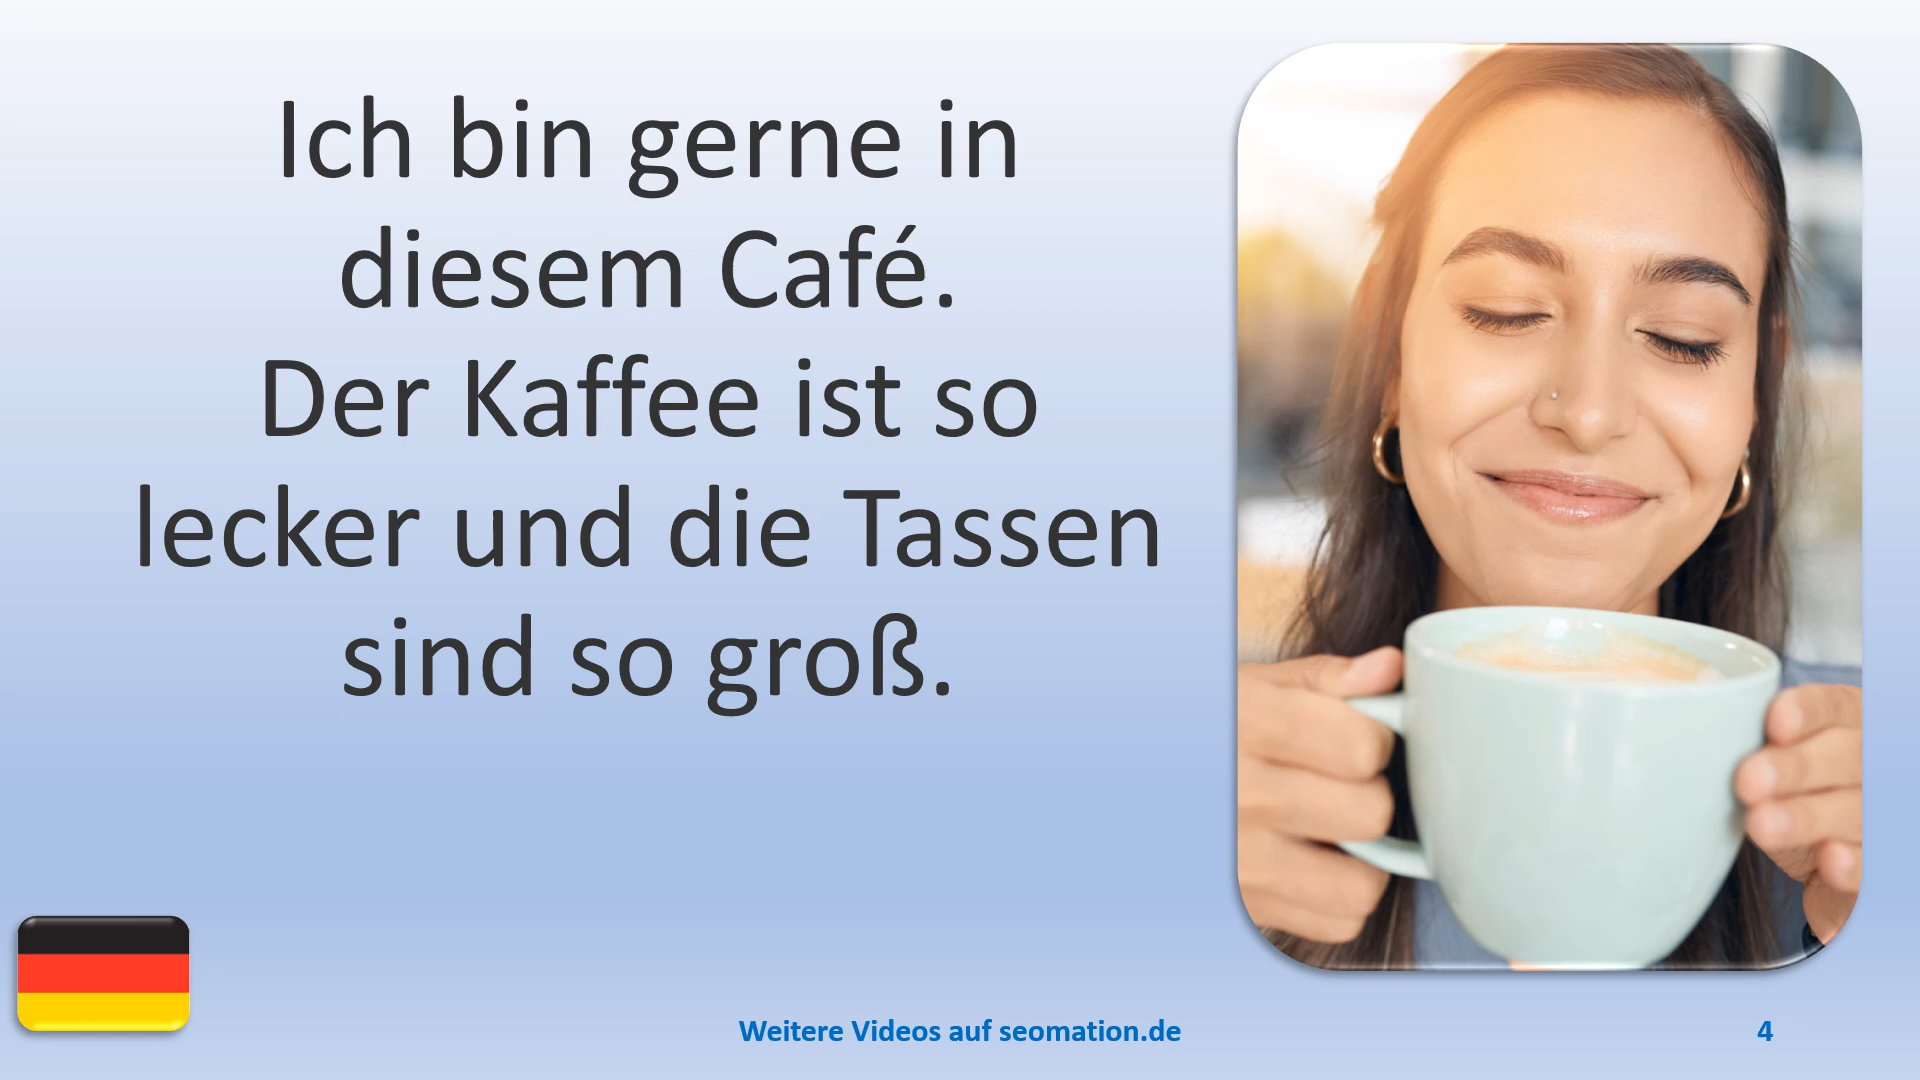 Ich bin gerne in
diesem Café.
Der Kaffee ist so
lecker und die Tassen
sind so groß.
Weitere Videos auf seomation.de
4